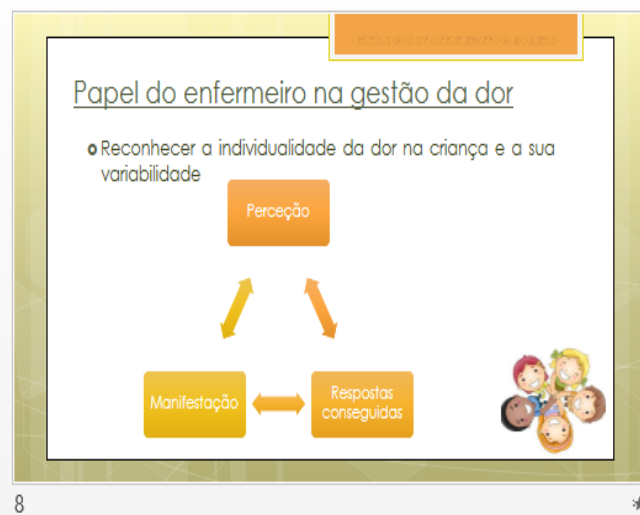 Papel do enfermeiro na gestão da dor
Reconhecer a individualidade da dor na criança e a sua
variabilidade
Perceção
Manifestação
Respostas
conseguidas
8